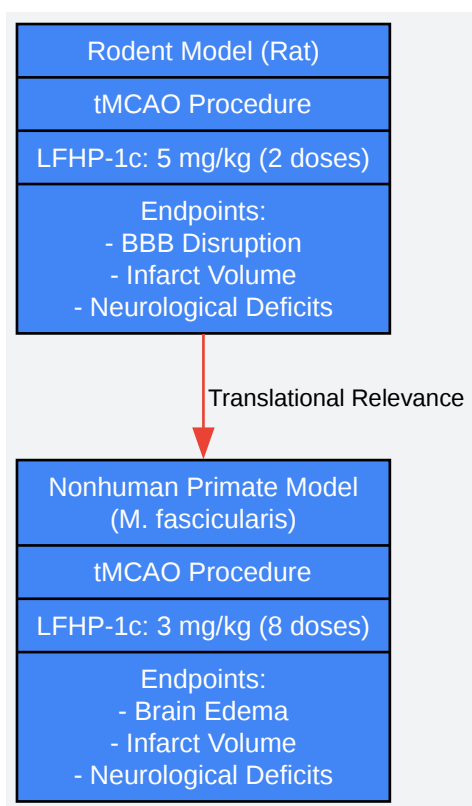 Rodent Model (Rat)
tMCAO Procedure
LFHP-1c: 5 mg/kg (2 doses)
Endpoints:
- BBB Disruption
- Infarct Volume
- Neurological Deficits
Translational Relevance
Nonhuman Primate Model
(M. fascicularis)
tMCAO Procedure
LFHP-1c: 3 mg/kg (8 doses)
Endpoints:
- Brain Edema
- Infarct Volume
- Neurological Deficits